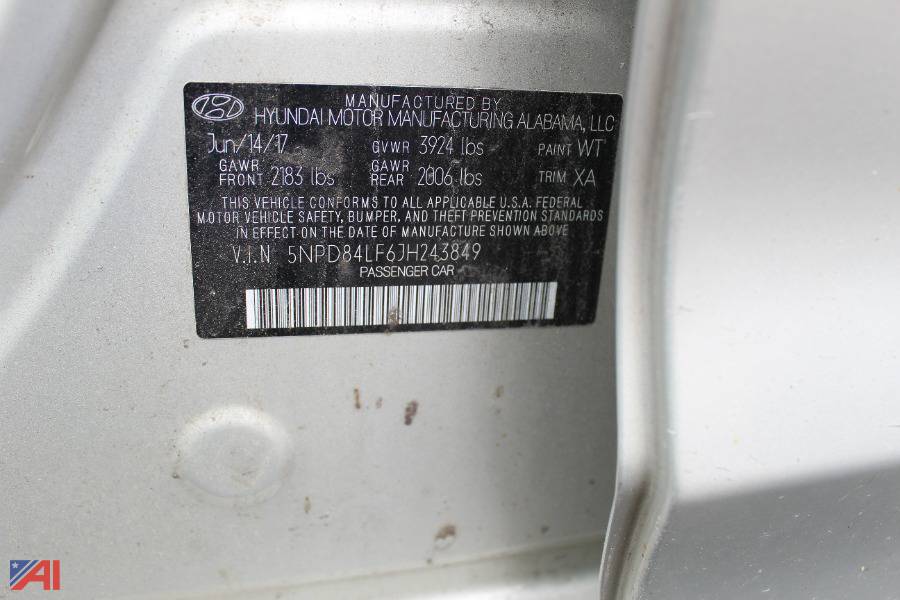 MANUFACTURED BY
HYUNDAI MOTOR MANUFACTURING ALABAMA, LLC
Jun/14/17 GVWR 3924 lbs PAINT WT
GAWR FRONT 2183 lbs GAWR REAR 2006 lbs TRIM XA
THIS VEHICLE CONFORMS TO ALL APPLICABLE U.S.A. FEDERAL
MOTOR VEHICLE SAFETY, BUMPER, AND THEFT PREVENTION STANDARDS
IN EFFECT ON THE DATE OF MANUFACTURE SHOWN ABOVE.
V.I.N 5NPD84LF6JH243849
PASSENGER CAR
AI